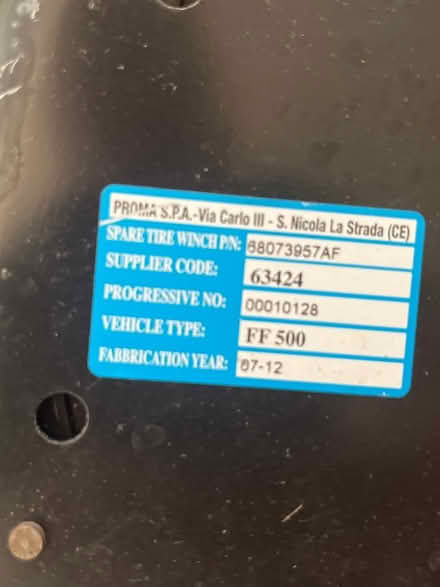 PROMA S.P.A.-Via Carlo III - S. Nicola La Strada (CE)
SPARE TIRE WINCH P/N: 68073957AF
SUPPLIER CODE: 63424
PROGRESSIVE NO: 00010128
VEHICLE TYPE: FF 500
FABBRICATION YEAR: 07-12